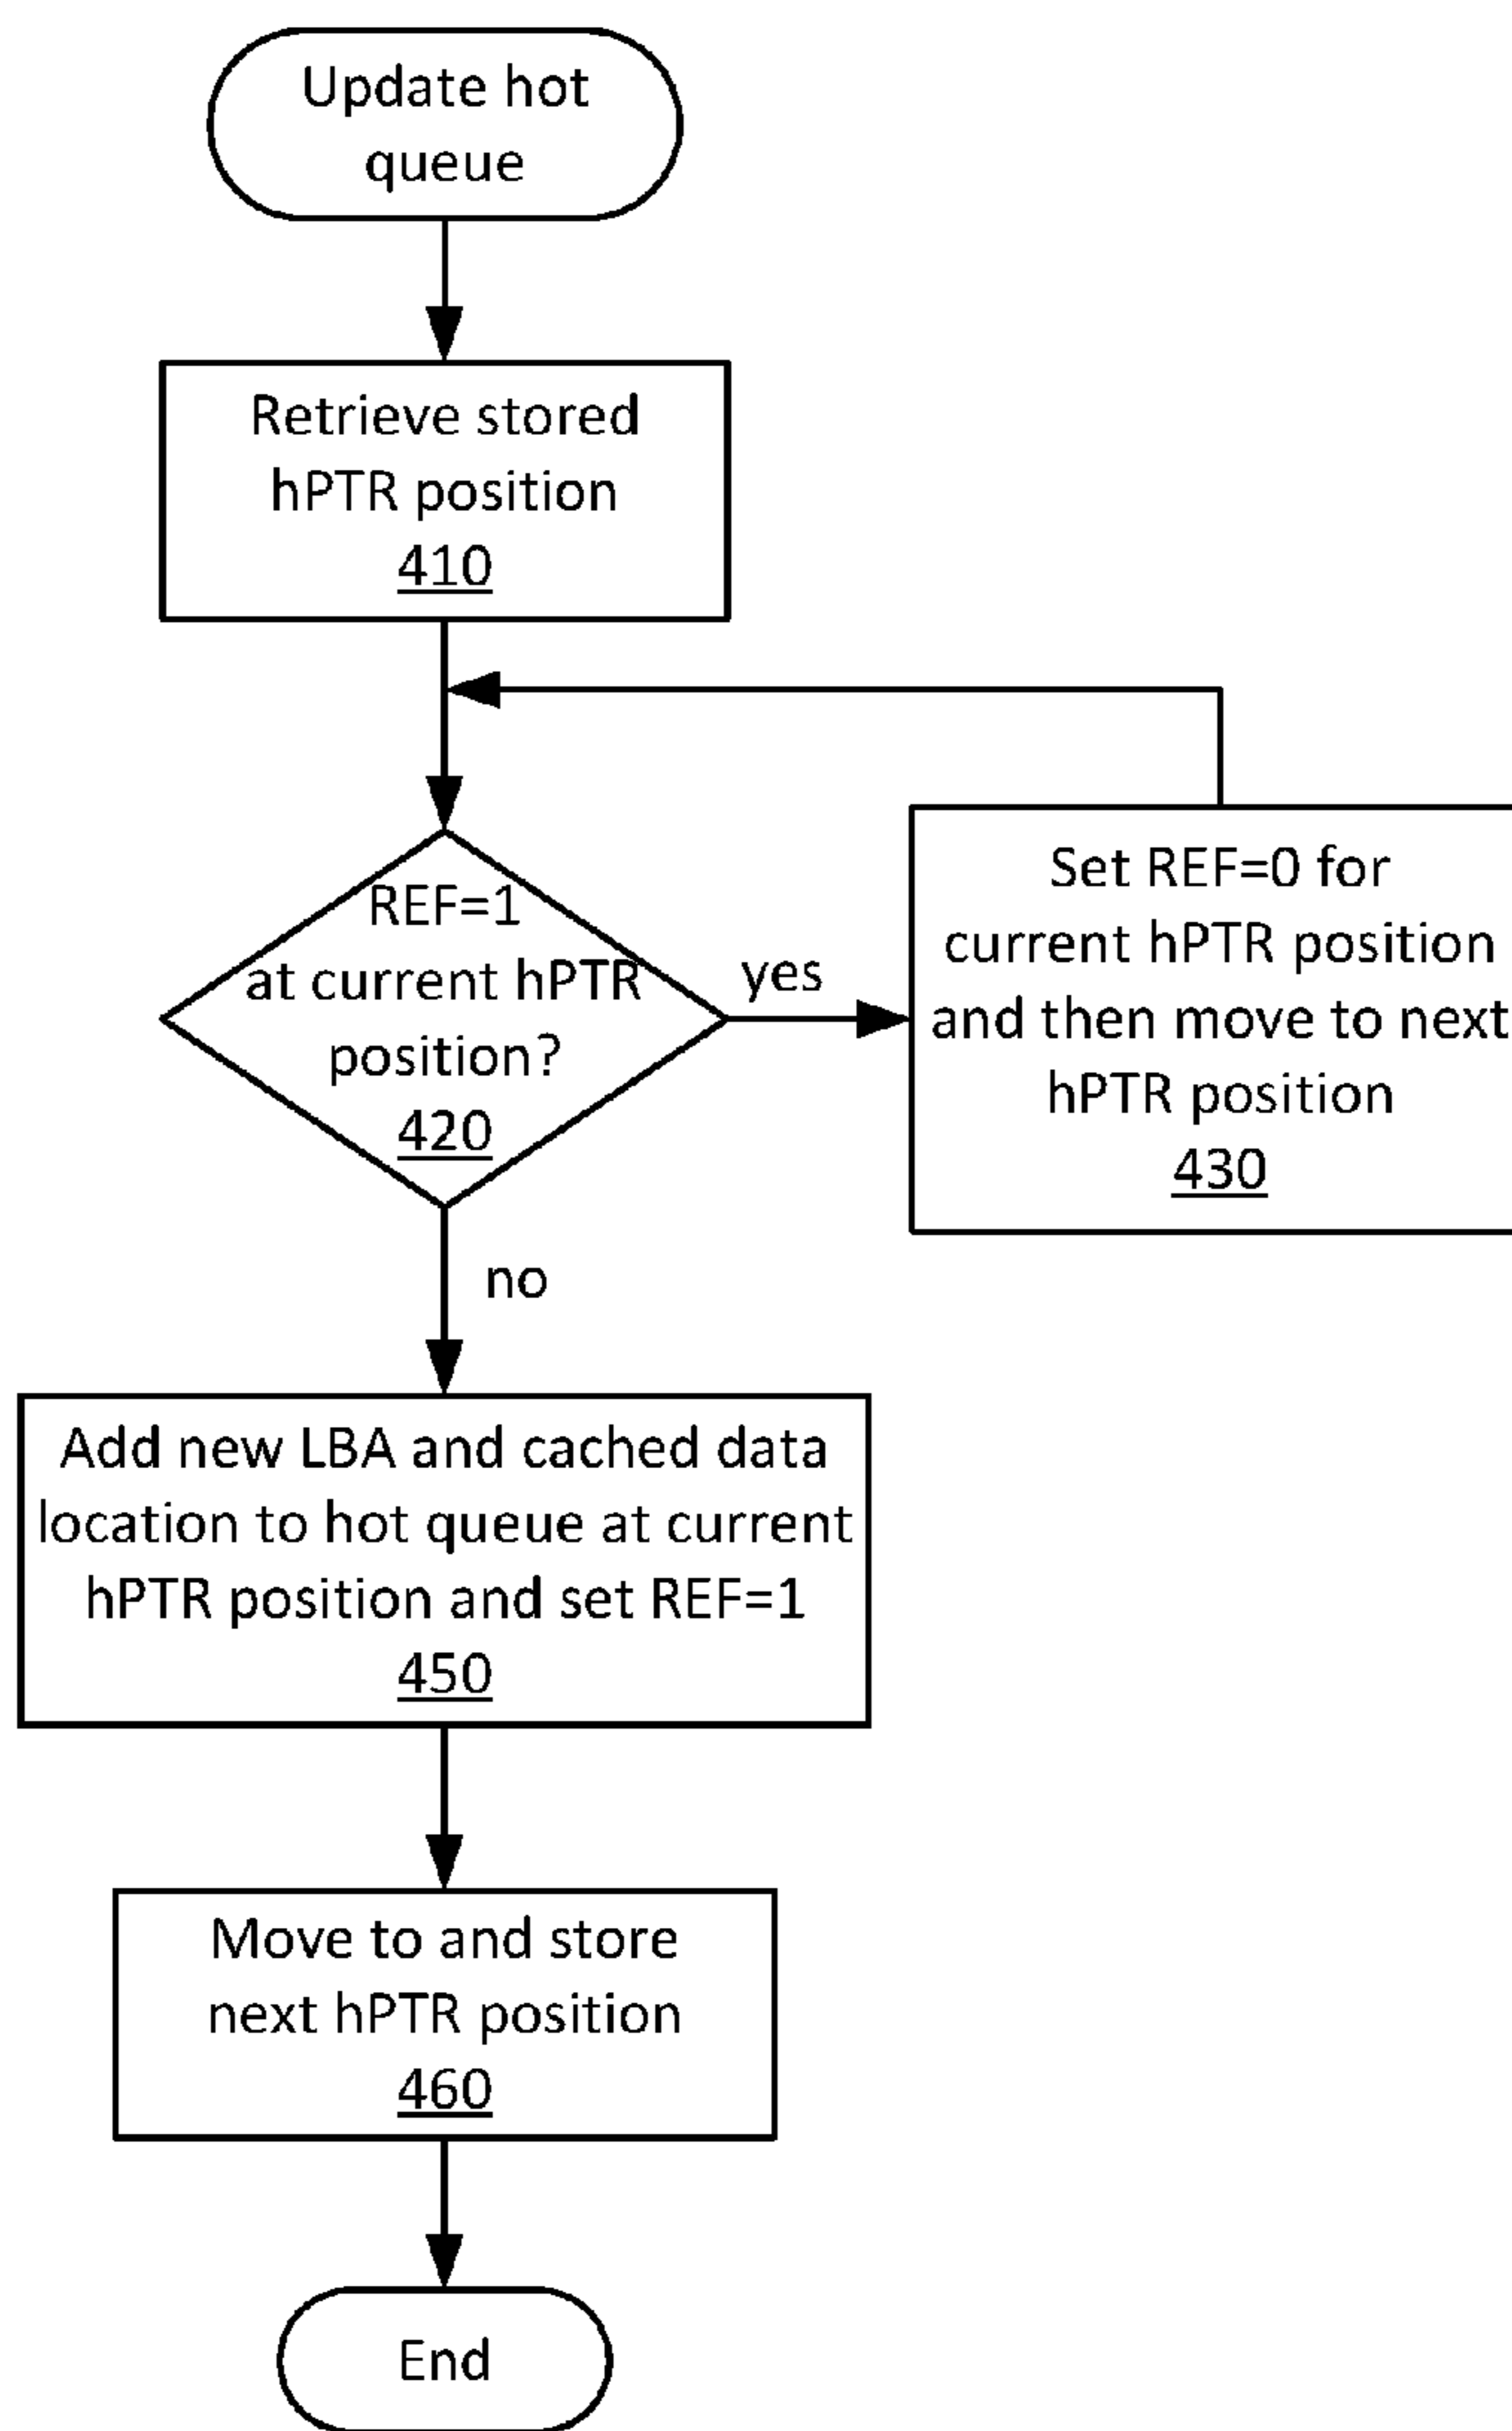 Update hot
queue
Retrieve stored
hPTR position
410
REF=1
at current hPTR
position?
420
yes
Set REF=0 for
current hPTR position
and then move to next
hPTR position
430
no
Add new LBA and cached data
location to hot queue at current
hPTR position and set REF=1
450
Move to and store
next hPTR position
460
End